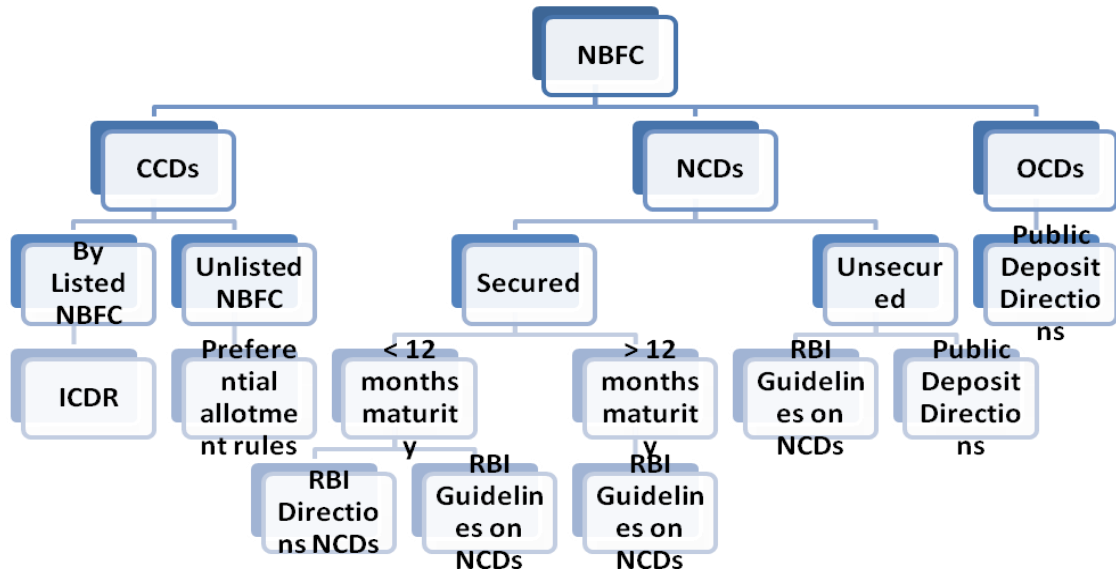 NBFC
CCDs
NCDs
OCDs
By
Listed
NBFC
Unlisted
NBFC
Secured
Unsecur
ed
Public
Deposit
Directio
ns
ICDR
Prefere
ntial
allotme
nt rules
< 12
months
maturit
y
> 12
months
maturit
y
RBI
Guidelin
es on
NCDs
Public
Deposit
Directio
ns
RBI
Directio
ns NCDs
RBI
Guidelin
es on
NCDs
RBI
Guidelin
es on
NCDs